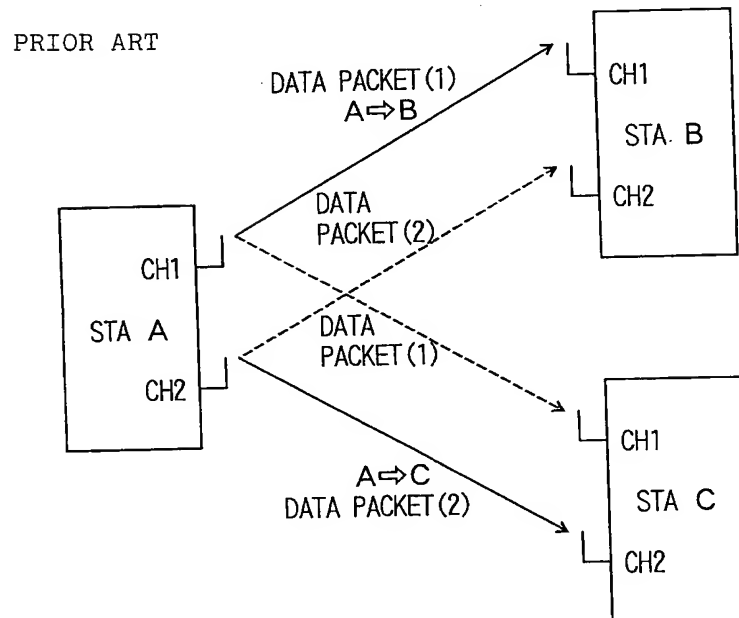 PRIOR ART
DATA PACKET(1)
A⇒B
CH1
STA. B
CH2
DATA
PACKET(2)
CH1
STA A
CH2
DATA
PACKET(1)
CH1
A⇒C
DATA PACKET(2)
STA C
CH2